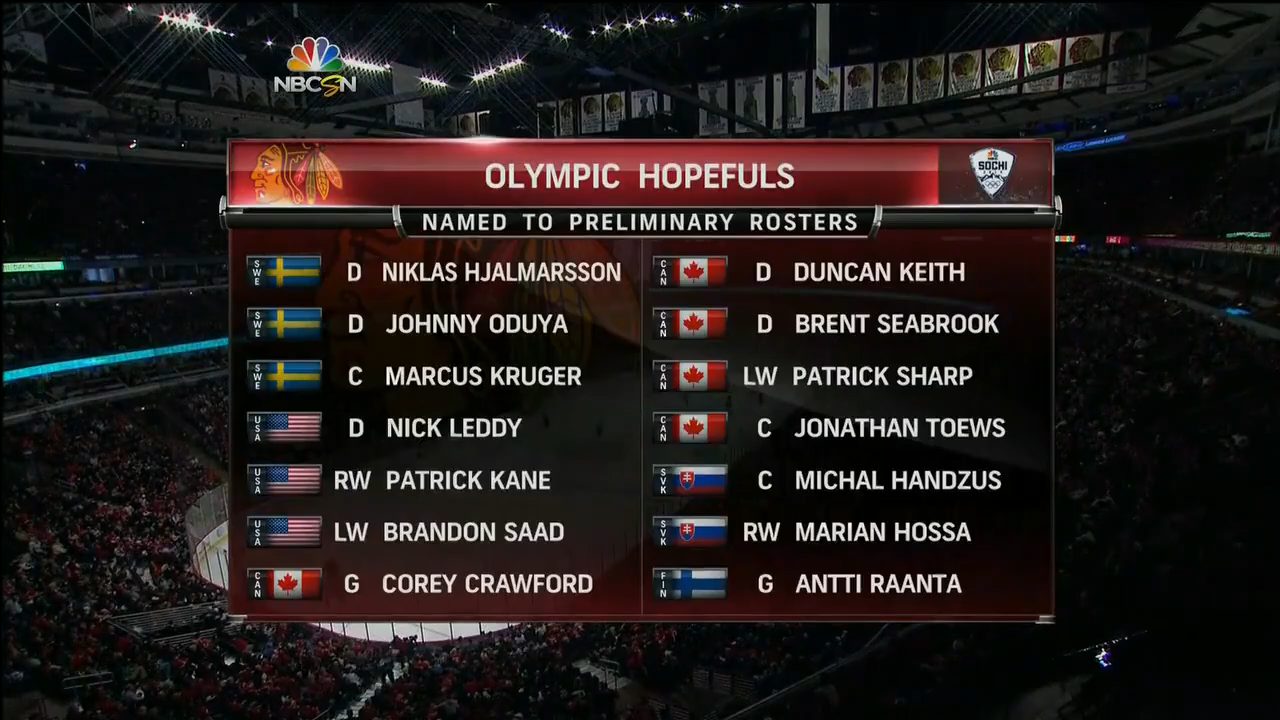 NBCSN
OLYMPIC HOPEFULS
SOCHI
NAMED TO PRELIMINARY ROSTERS
SWE D NIKLAS HJALMARSSON
SWE D JOHNNY ODUYA
SWE C MARCUS KRUGER
USA D NICK LEDDY
USA RW PATRICK KANE
USA LW BRANDON SAAD
CAN G COREY CRAWFORD
CAN D DUNCAN KEITH
CAN D BRENT SEABROOK
CAN LW PATRICK SHARP
CAN C JONATHAN TOEWS
SVK C MICHAL HANDZUS
SVK RW MARIAN HOSSA
FIN G ANTTI RAANTA